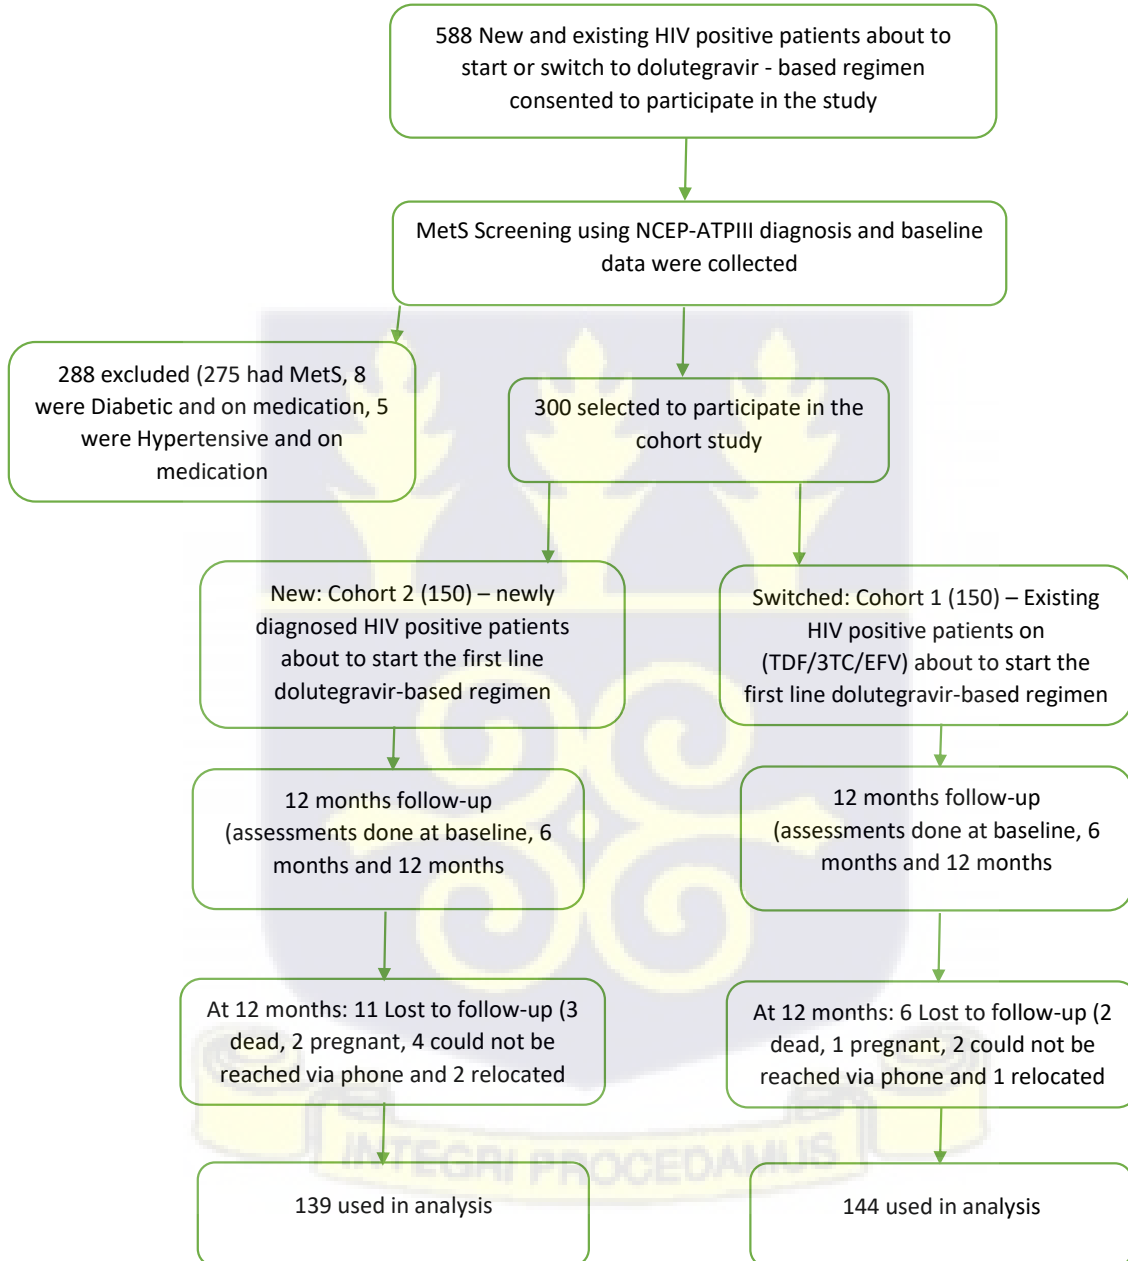 588 New and existing HIV positive patients about to
start or switch to dolutegravir - based regimen
consented to participate in the study
MetS Screening using NCEP-ATPIII diagnosis and baseline
data were collected
288 excluded (275 had MetS, 8
were Diabetic and on medication, 5
were Hypertensive and on
medication
300 selected to participate in the
cohort study
New: Cohort 2 (150) – newly
diagnosed HIV positive patients
about to start the first line
dolutegravir-based regimen
Switched: Cohort 1 (150) – Existing
HIV positive patients on
(TDF/3TC/EFV) about to start the
first line dolutegravir-based regimen
12 months follow-up
(assessments done at baseline, 6
months and 12 months
12 months follow-up
(assessments done at baseline, 6
months and 12 months
At 12 months: 11 Lost to follow-up (3
dead, 2 pregnant, 4 could not be
reached via phone and 2 relocated
At 12 months: 6 Lost to follow-up (2
dead, 1 pregnant, 2 could not be
reached via phone and 1 relocated
INTEGRI PROCEDAMUS
139 used in analysis
144 used in analysis